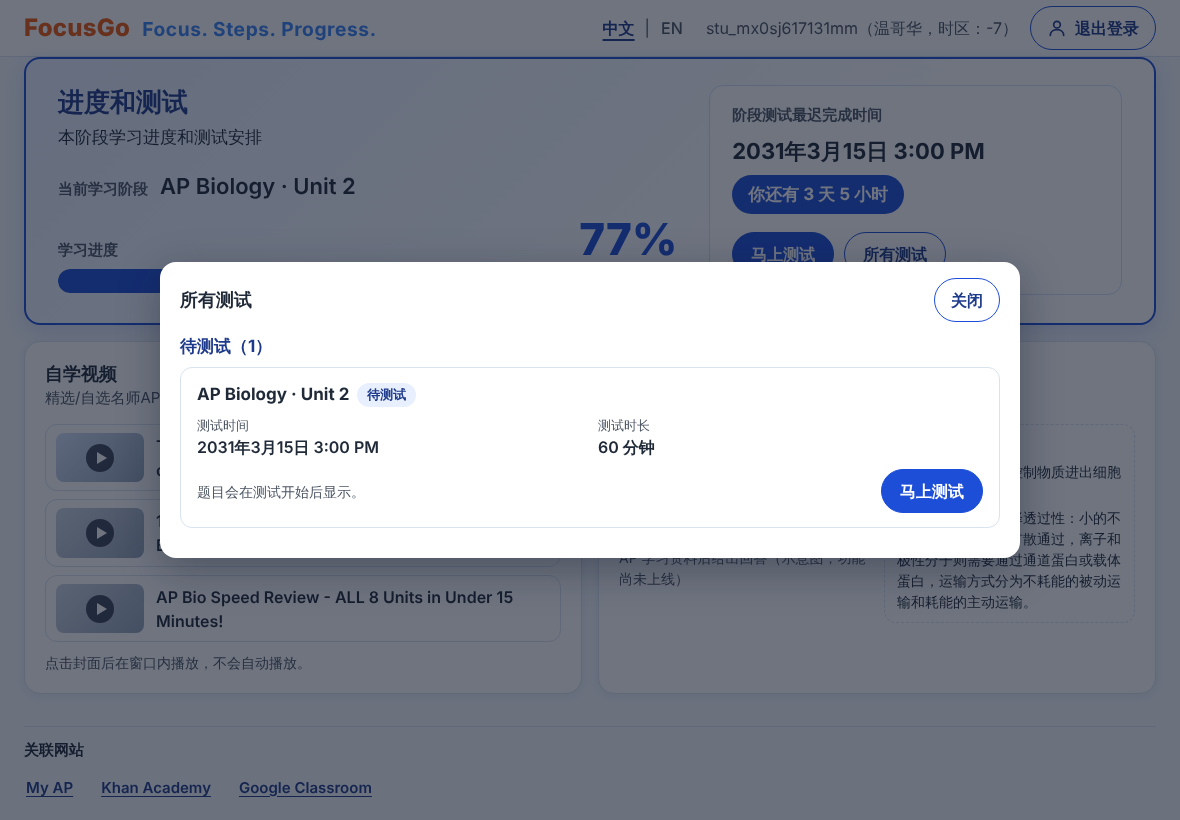 FocusGo Focus. Steps. Progress.
中文 | EN stu_mx0sj617131mm（温哥华，时区：-7） 退出登录
进度和测试
本阶段学习进度和测试安排
当前学习阶段 AP Biology · Unit 2
学习进度
77%
阶段测试最迟完成时间
2031年3月15日 3:00 PM
你还有 3 天 5 小时
马上测试 所有测试
所有测试
关闭
待测试（1）
AP Biology · Unit 2 待测试
测试时间
2031年3月15日 3:00 PM
测试时长
60 分钟
题目会在测试开始后显示。
马上测试
自学视频
精选/自选名师AP
AP Bio Speed Review - ALL 8 Units in Under 15
Minutes!
点击封面后在窗口内播放，不会自动播放。
AP 学习资料后给出回答（示意图，功能
尚未上线）
制物质进出细胞
透过性：小的不
散通过，离子和
极性分子则需要通过通道蛋白或载体
蛋白，运输方式分为不耗能的被动运
输和耗能的主动运输。
关联网站
My AP Khan Academy Google Classroom